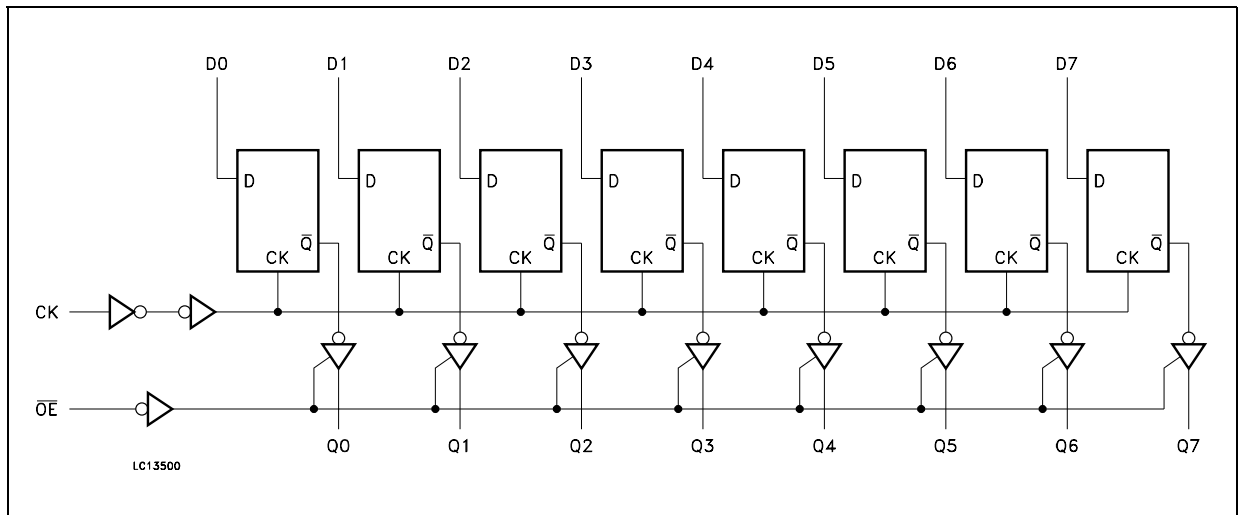 D0 D1 D2 D3 D4 D5 D6 D7
D D D D D D D D
Q̅ Q̅ Q̅ Q̅ Q̅ Q̅ Q̅ Q̅
CK CK CK CK CK CK CK CK
CK
O̅E̅
Q0 Q1 Q2 Q3 Q4 Q5 Q6 Q7
LC13500